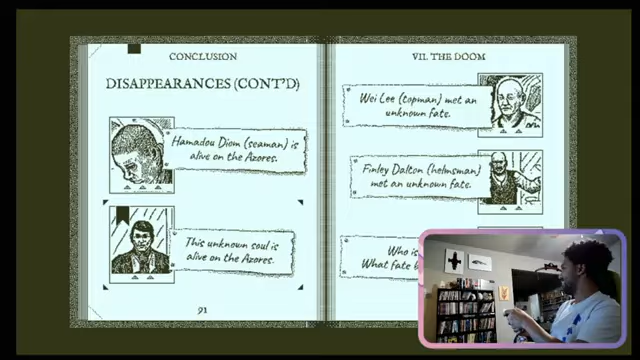 CONCLUSION
DISAPPEARANCES (CONT'D)
Hamadou Diom (seaman) is
alive on the Azores.
This unknown soul is
alive on the Azores.
91
VII. THE DOOM
Wei Lee (topman) met an
unknown fate.
Finley Dalton (helmsman)
met an unknown fate.
Who is
What fate